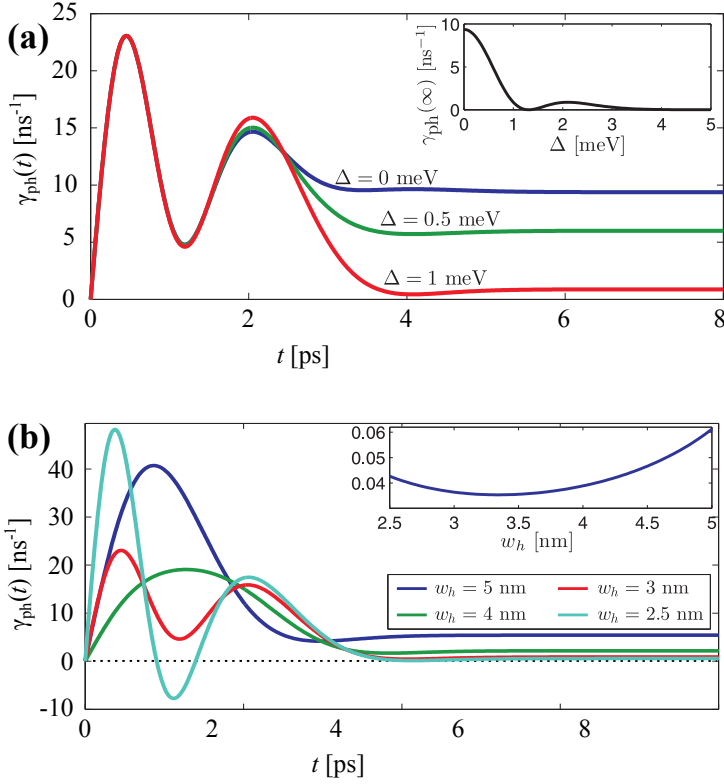 (a)
25
20
15
10
5
0
γph(t) [ns-1]
Δ = 0 meV
Δ = 0.5 meV
Δ = 1 meV
0 2 4 6 8
t [ps]
10
5
0
γph(∞) [ns−1]
0 1 2 3 4 5
Δ [meV]
(b)
40
30
20
10
0
-10
γph(t) [ns-1]
0.06
0.05
0.04
2.5 3 3.5 4 4.5 5
wh [nm]
wh = 5 nm wh = 3 nm
wh = 4 nm wh = 2.5 nm
0 2 4 6 8
t [ps]